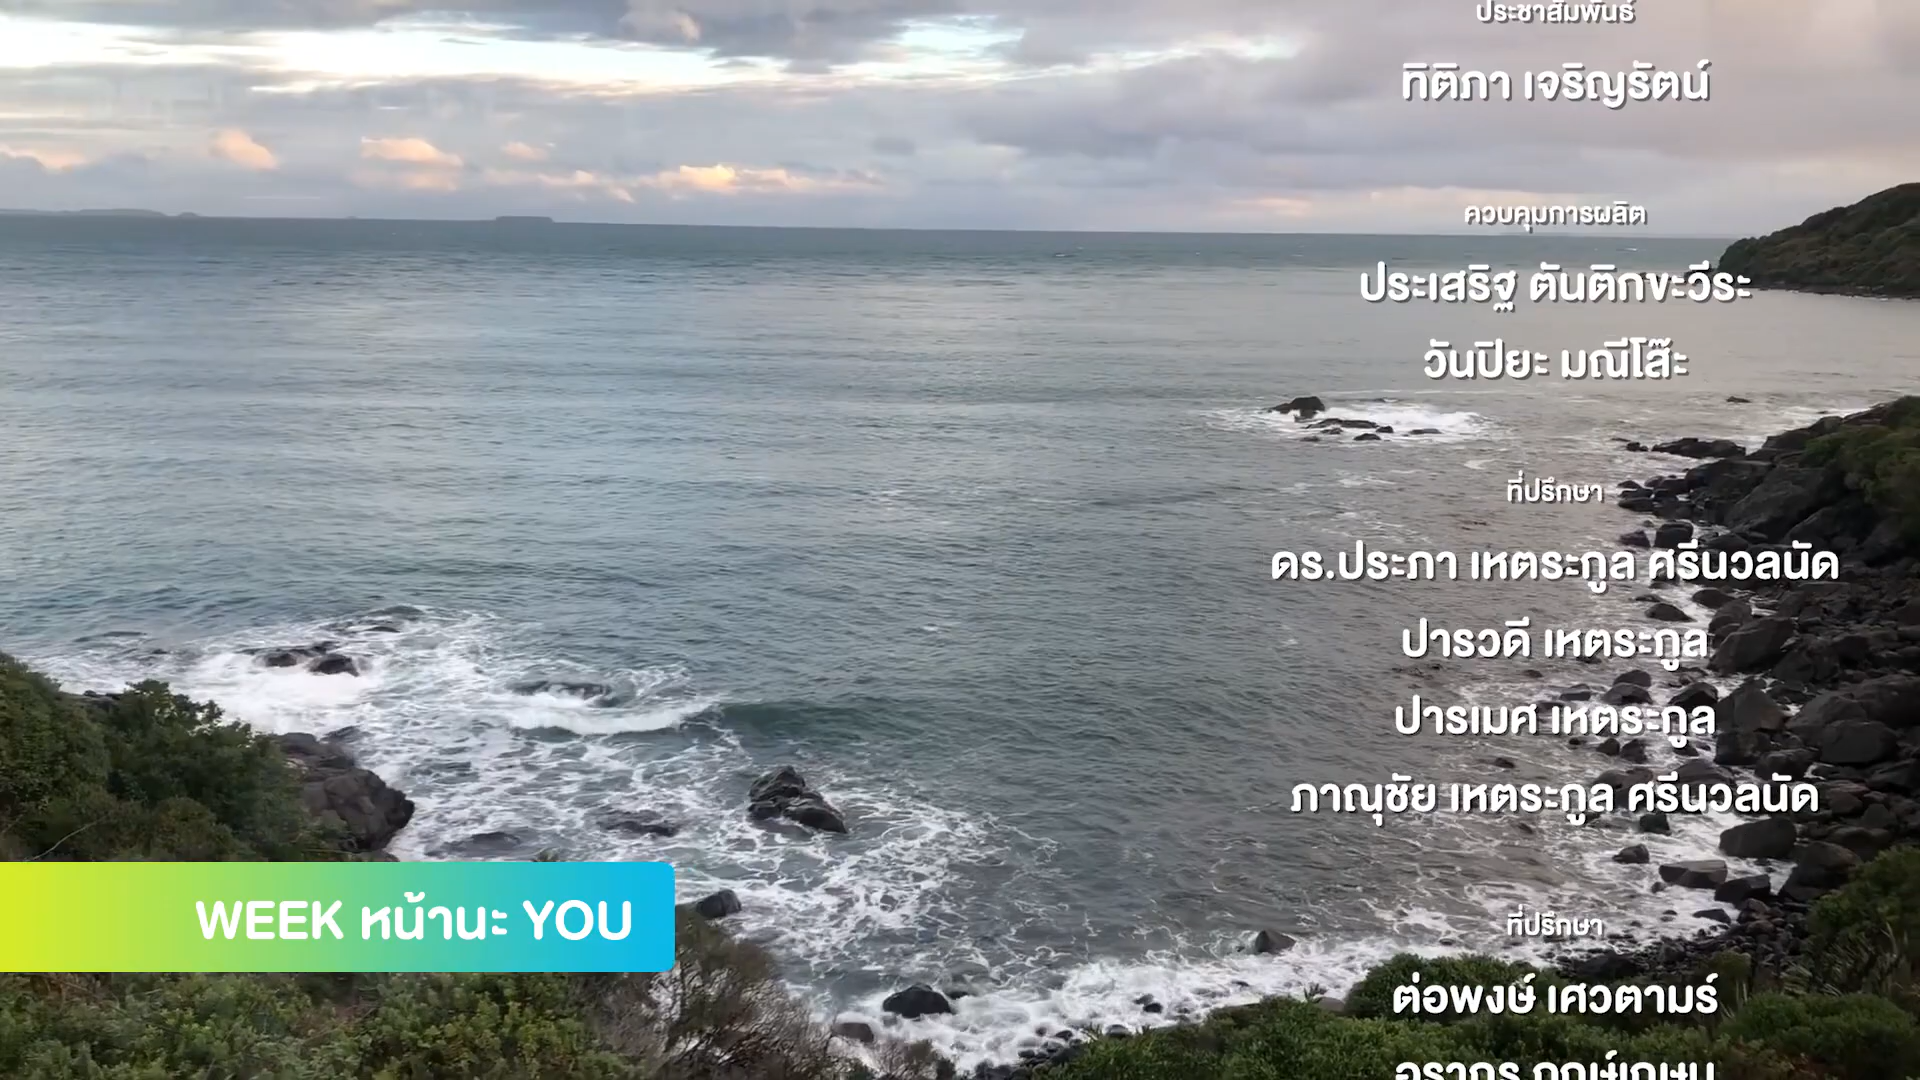 ประชาสัมพันธ์
ทิติภา เจริญรัตน์
ควบคุมการผลิต
ประเสริฐ ตันติกขะวีระ
วันปิยะ มณีโส๊ะ
ที่ปรึกษา
ดร.ประภา เหตระกูล ศรีนวลนัด
ปารวดี เหตระกูล
ปารเมศ เหตระกูล
ภาณุชัย เหตระกูล ศรีนวลนัด
WEEK หน้านะ YOU
ที่ปรึกษา
ต่อพงษ์ เศวตามร์